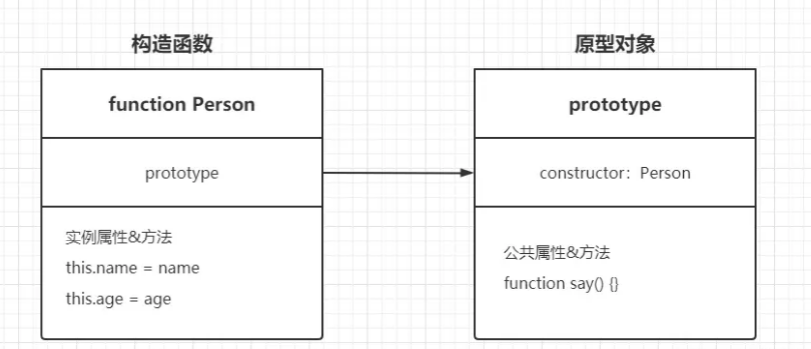 构造函数
function Person
prototype
实例属性&方法
this.name = name
this.age = age
原型对象
prototype
constructor：Person
公共属性&方法
function say() {}